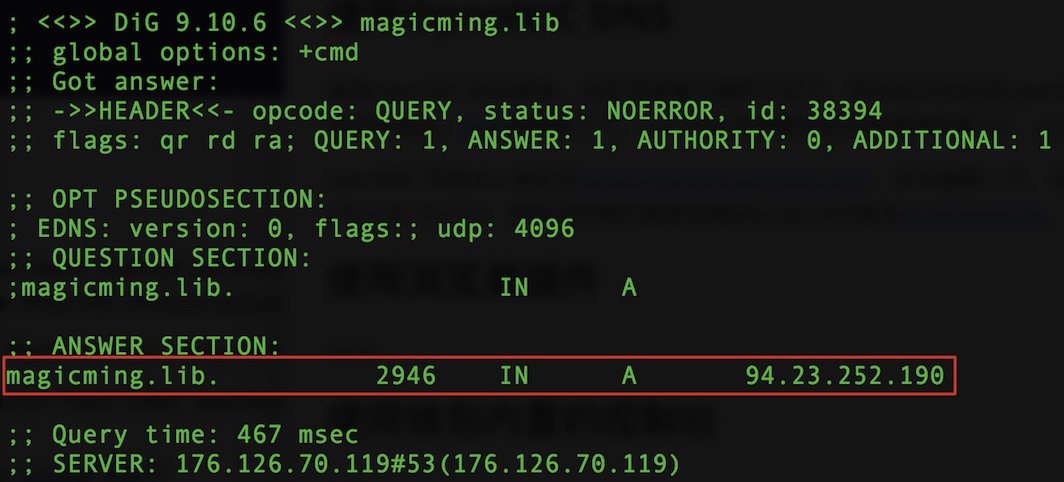 ; <<>> DiG 9.10.6 <<>> magicming.lib
;; global options: +cmd
;; Got answer:
;; ->>HEADER<<- opcode: QUERY, status: NOERROR, id: 38394
;; flags: qr rd ra; QUERY: 1, ANSWER: 1, AUTHORITY: 0, ADDITIONAL: 1

;; OPT PSEUDOSECTION:
; EDNS: version: 0, flags:; udp: 4096
;; QUESTION SECTION:
;magicming.lib. IN A

;; ANSWER SECTION:
magicming.lib. 2946 IN A 94.23.252.190

;; Query time: 467 msec
;; SERVER: 176.126.70.119#53(176.126.70.119)